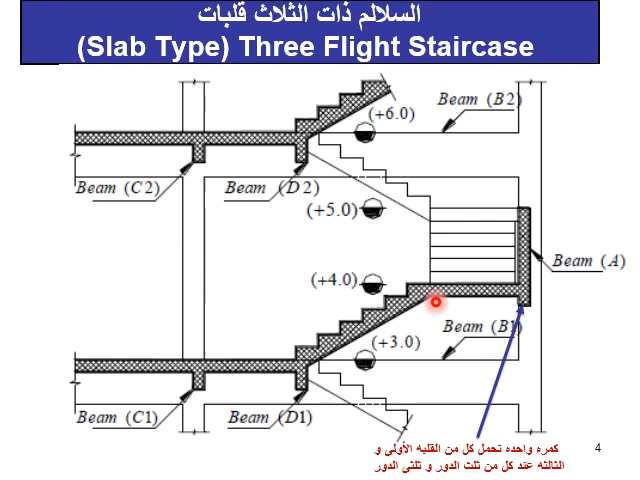 السلالم ذات الثلاث قلبات
(Slab Type) Three Flight Staircase
Beam (B2)
(+6.0)
Beam (C2)
Beam (D2)
(+5.0)
Beam (A)
(+4.0)
Beam (B1)
(+3.0)
Beam (C1)
Beam (D1)
كمره واحده تحمل كل من القلبه الأولى و
الثالثه عند كل من ثلث الدور و ثلثى الدور
4